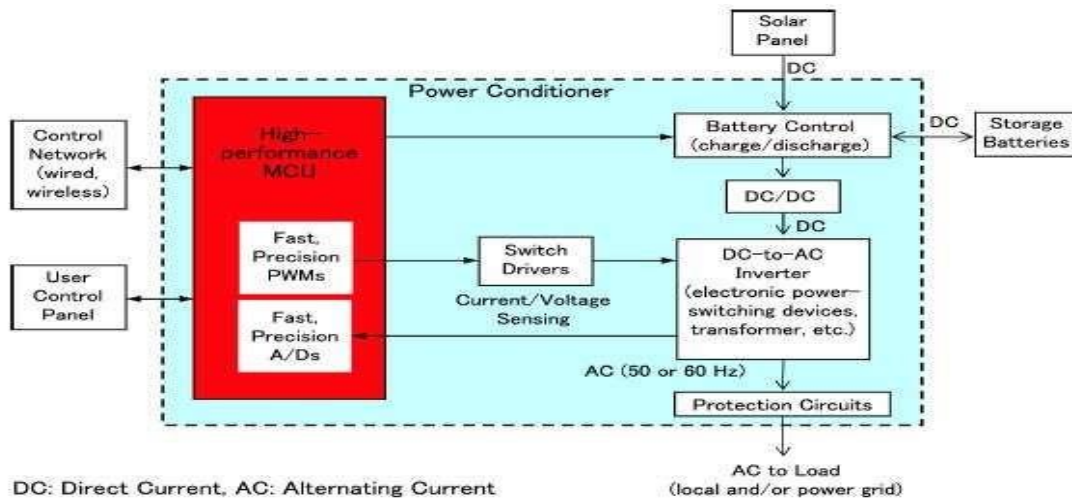 Solar
Panel
DC
Power Conditioner
High-
performance
MCU
Battery Control
(charge/discharge)
DC
Storage
Batteries
Control
Network
(wired,
wireless)
DC/DC
DC
Fast,
Precision
PWMs
Switch
Drivers
DC-to-AC
Inverter
(electronic power-
switching devices,
transformer, etc.)
User
Control
Panel
Current/Voltage
Sensing
Fast,
Precision
A/Ds
AC (50 or 60 Hz)
Protection Circuits
AC to Load
(local and/or power grid)
DC: Direct Current, AC: Alternating Current